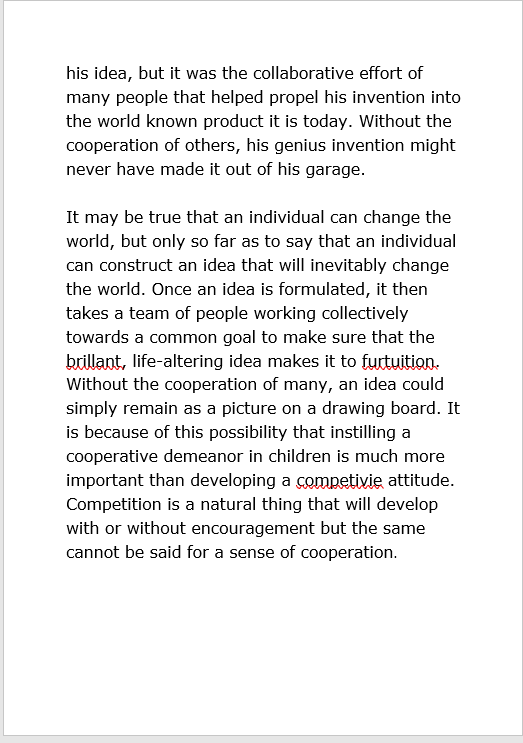 his idea, but it was the collaborative effort of
many people that helped propel his invention into
the world known product it is today. Without the
cooperation of others, his genius invention might
never have made it out of his garage.
It may be true that an individual can change the
world, but only so far as to say that an individual
can construct an idea that will inevitably change
the world. Once an idea is formulated, it then
takes a team of people working collectively
towards a common goal to make sure that the
brillant, life-altering idea makes it to furtuition.
Without the cooperation of many, an idea could
simply remain as a picture on a drawing board. It
is because of this possibility that instilling a
cooperative demeanor in children is much more
important than developing a competivie attitude.
Competition is a natural thing that will develop
with or without encouragement but the same
cannot be said for a sense of cooperation.